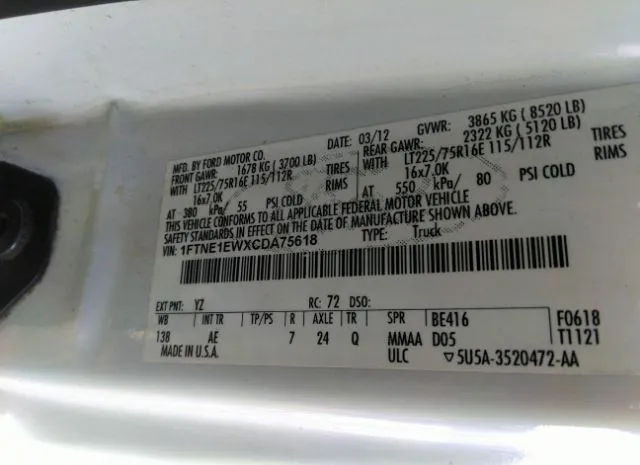 MFD. BY FORD MOTOR CO.
DATE: 03/12 GVWR: 3865 KG ( 8520 LB)
FRONT GAWR: 1678 KG ( 3700 LB) REAR GAWR: 2322 KG ( 5120 LB)
WITH LT225/75R16E 115/112R TIRES WITH LT225/75R16E 115/112R TIRES
16x7.0K RIMS 16x7.0K RIMS
AT 380 kPa/ 55 PSI COLD AT 550 kPa/ 80 PSI COLD
THIS VEHICLE CONFORMS TO ALL APPLICABLE FEDERAL MOTOR VEHICLE
SAFETY STANDARDS IN EFFECT ON THE DATE OF MANUFACTURE SHOWN ABOVE.
VIN: 1FTNE1EWXCDA75618 TYPE: Truck
EXT PNT: YZ RC: 72 DSO:
WB INT TR TP/PS R AXLE TR SPR BE416 F0618
138 AE 7 24 Q MMAA D05 T1121
MADE IN U.S.A. ULC ▽5U5A-3520472-AA